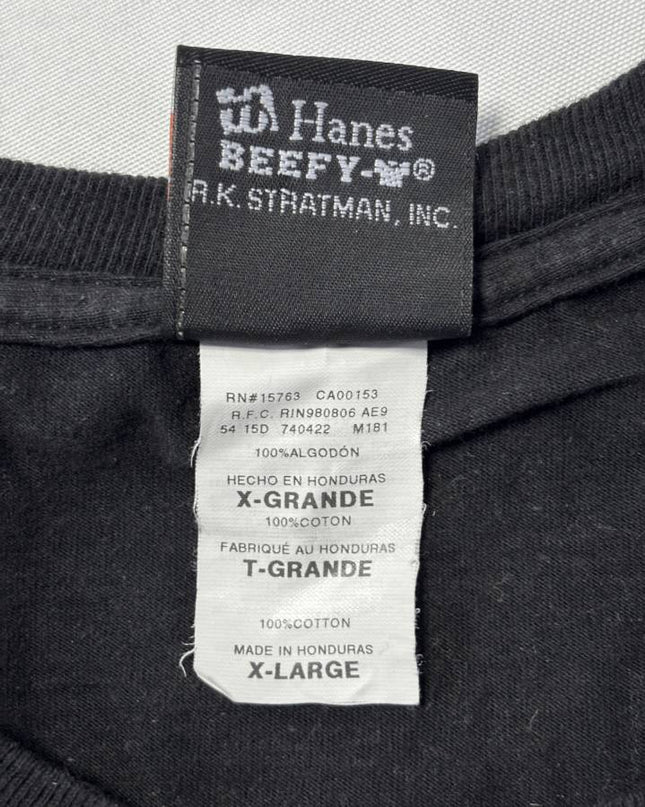 Hanes
BEEFY-T®
R.K. STRATMAN, INC.
RN#15763 CA00153
R.F.C. RIN980806 AE9
54 15D 740422 M181
100%ALGODÓN
HECHO EN HONDURAS
X-GRANDE
100%COTON
FABRIQUÉ AU HONDURAS
T-GRANDE
100%COTTON
MADE IN HONDURAS
X-LARGE